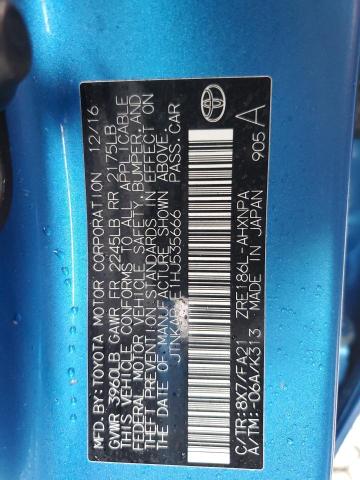 MFD. BY: TOYOTA MOTOR CORPORATION 12/16
GVWR 3960LB GAWR FR 2245LB RR 2175LB
THIS VEHICLE CONFORMS TO ALL APPLICABLE
FEDERAL MOTOR VEHICLE SAFETY, BUMPER, AND
THEFT PREVENTION STANDARDS IN EFFECT ON
THE DATE OF MANUFACTURE SHOWN ABOVE.
E1FJ535666 PASS. CAR
C/TR: 8X7/FA21 ZRE186L-AHXNPA
A/TM: -06A/K313 MADE IN JAPAN 905 A